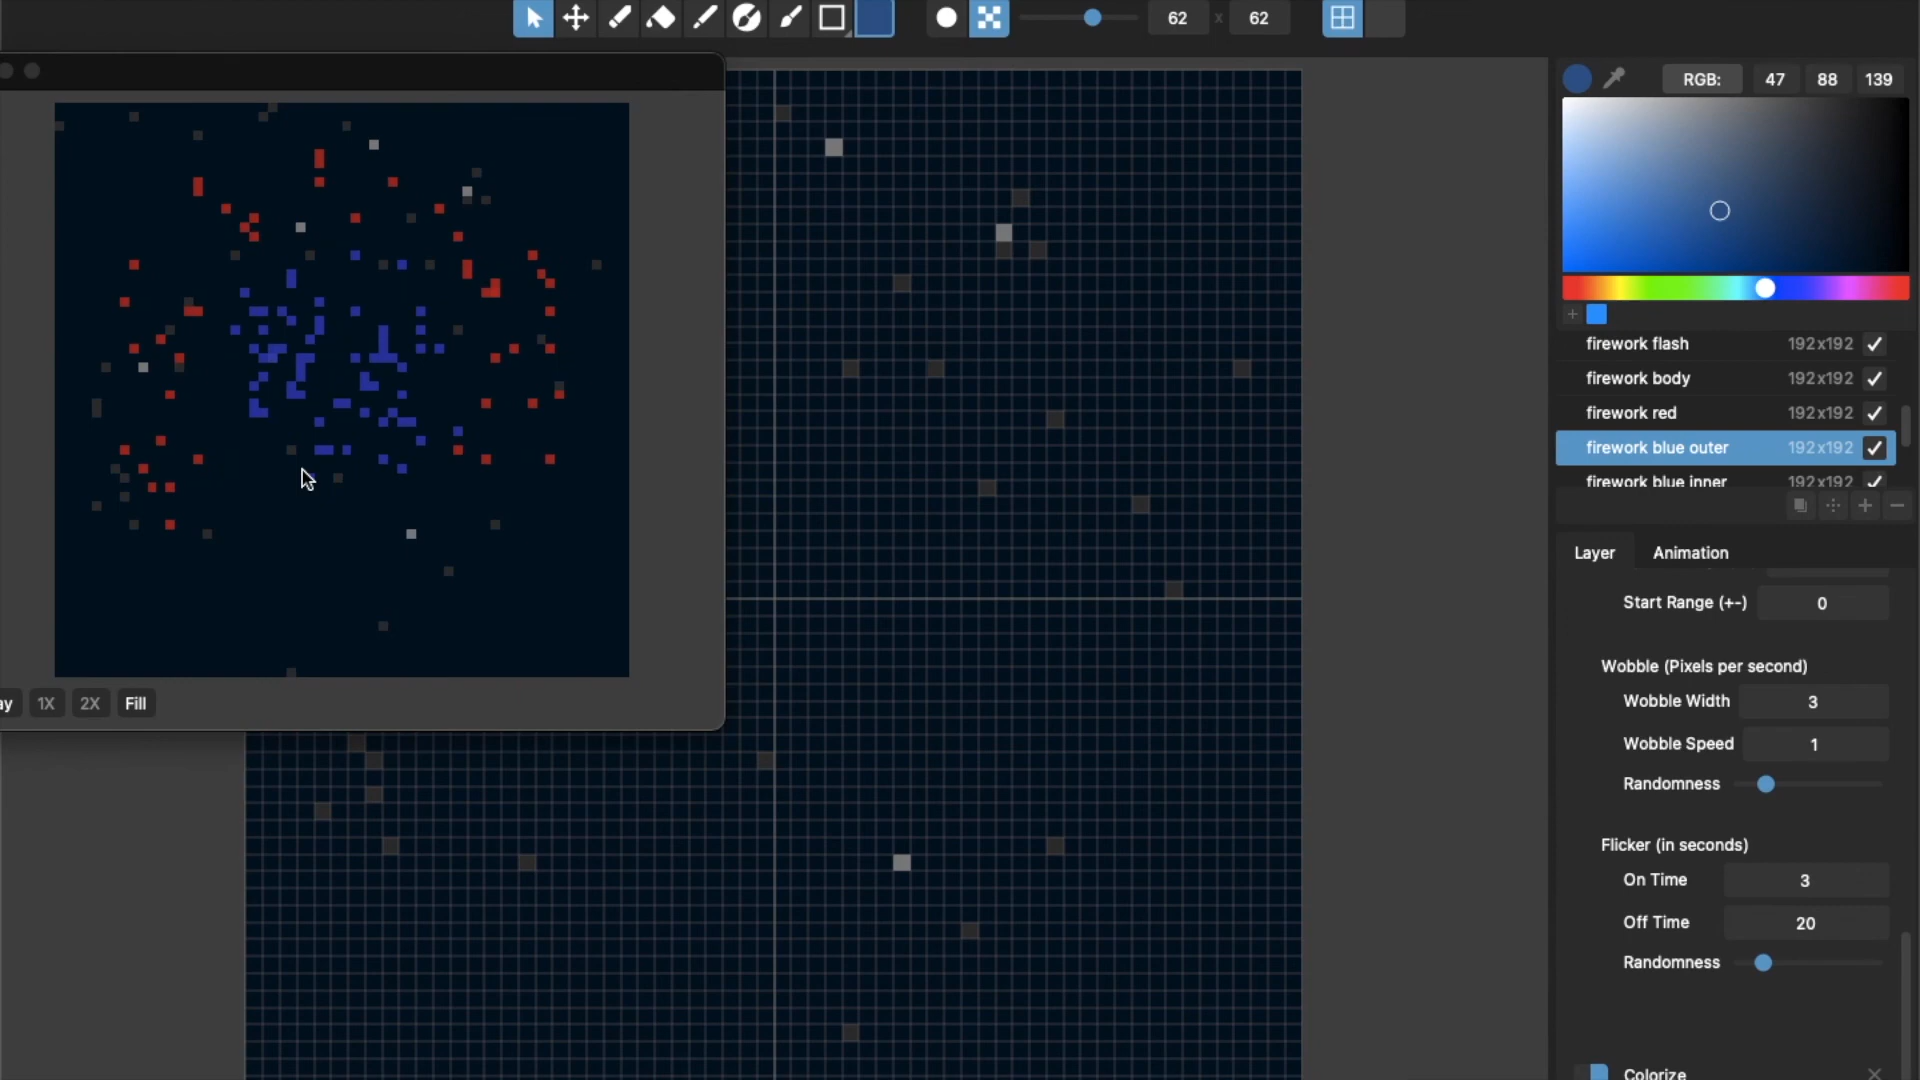 62 x 62
RGB: 47 88 139
firework flash 192x192
firework body 192x192
firework red 192x192
firework blue outer 192x192
firework blue inner 192x192
Layer Animation
Start Range (+-) 0
Wobble (Pixels per second)
Wobble Width 3
Wobble Speed 1
Randomness
Flicker (in seconds)
On Time 3
Off Time 20
Randomness
Colorize
ay 1X 2X Fill